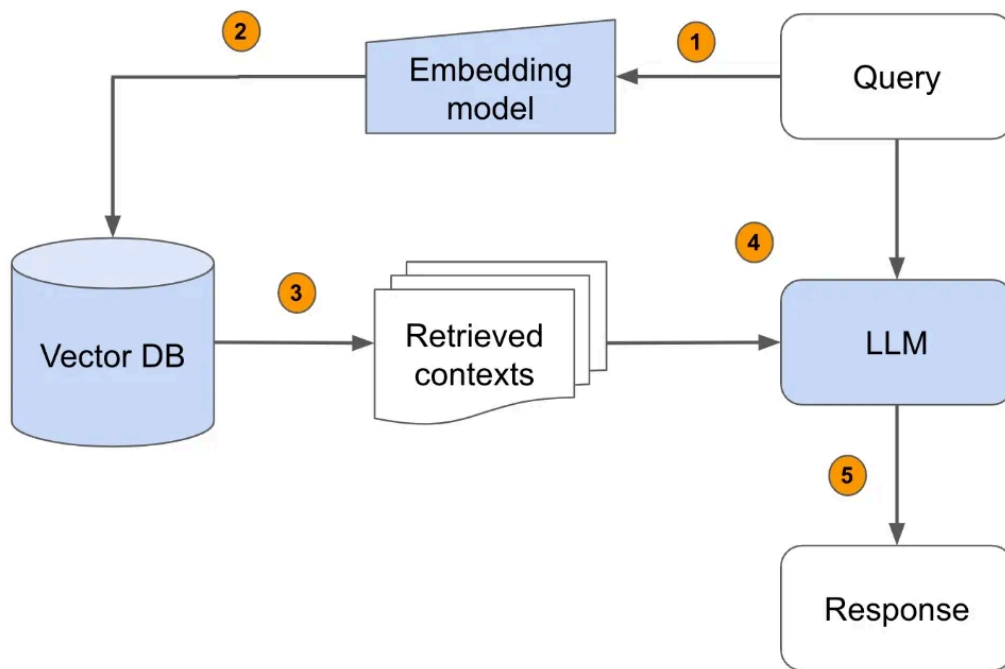 2
1
Embedding
model
Query
4
3
Vector DB
Retrieved
contexts
LLM
5
Response